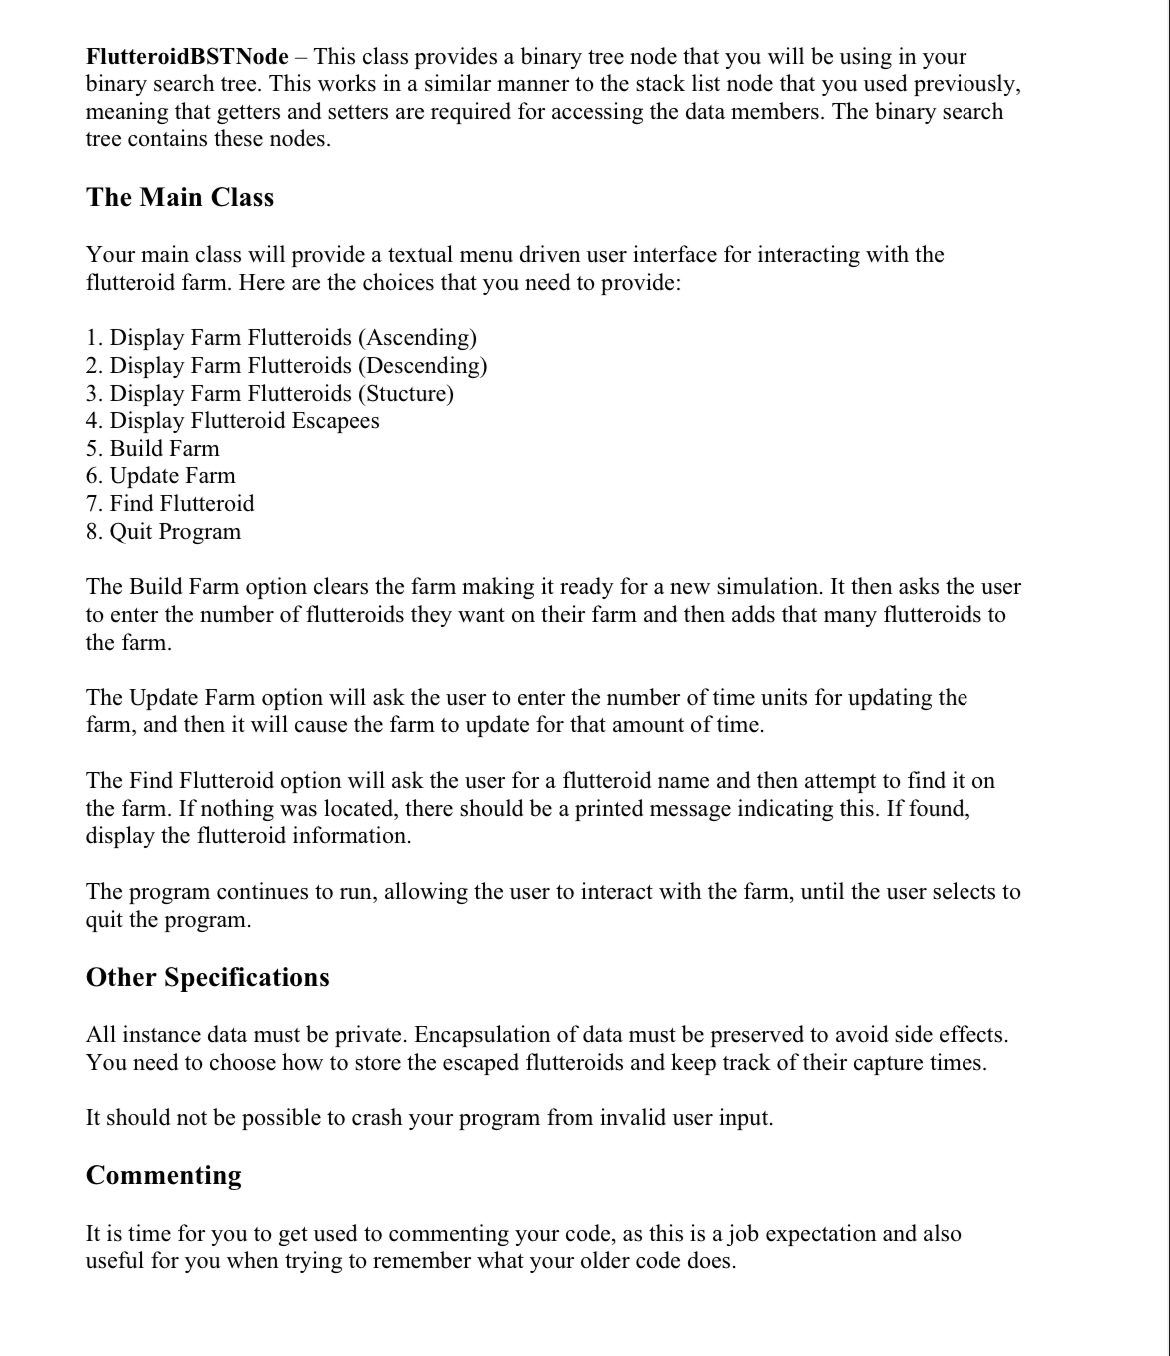 FlutteroidBSTNode – This class provides a binary tree node that you will be using in your
binary search tree. This works in a similar manner to the stack list node that you used previously,
meaning that getters and setters are required for accessing the data members. The binary search
tree contains these nodes.
The Main Class
Your main class will provide a textual menu driven user interface for interacting with the
flutteroid farm. Here are the choices that you need to provide:
1. Display Farm Flutteroids (Ascending)
2. Display Farm Flutteroids (Descending)
3. Display Farm Flutteroids (Stucture)
4. Display Flutteroid Escapees
5. Build Farm
6. Update Farm
7. Find Flutteroid
8. Quit Program
The Build Farm option clears the farm making it ready for a new simulation. It then asks the user
to enter the number of flutteroids they want on their farm and then adds that many flutteroids to
the farm.
The Update Farm option will ask the user to enter the number of time units for updating the
farm, and then it will cause the farm to update for that amount of time.
The Find Flutteroid option will ask the user for a flutteroid name and then attempt to find it on
the farm. If nothing was located, there should be a printed message indicating this. If found,
display the flutteroid information.
The program continues to run, allowing the user to interact with the farm, until the user selects to
quit the program.
Other Specifications
All instance data must be private. Encapsulation of data must be preserved to avoid side effects.
You need to choose how to store the escaped flutteroids and keep track of their capture times.
It should not be possible to crash your program from invalid user input.
Commenting
It is time for you to get used to commenting your code, as this is a job expectation and also
useful for you when trying to remember what your older code does.